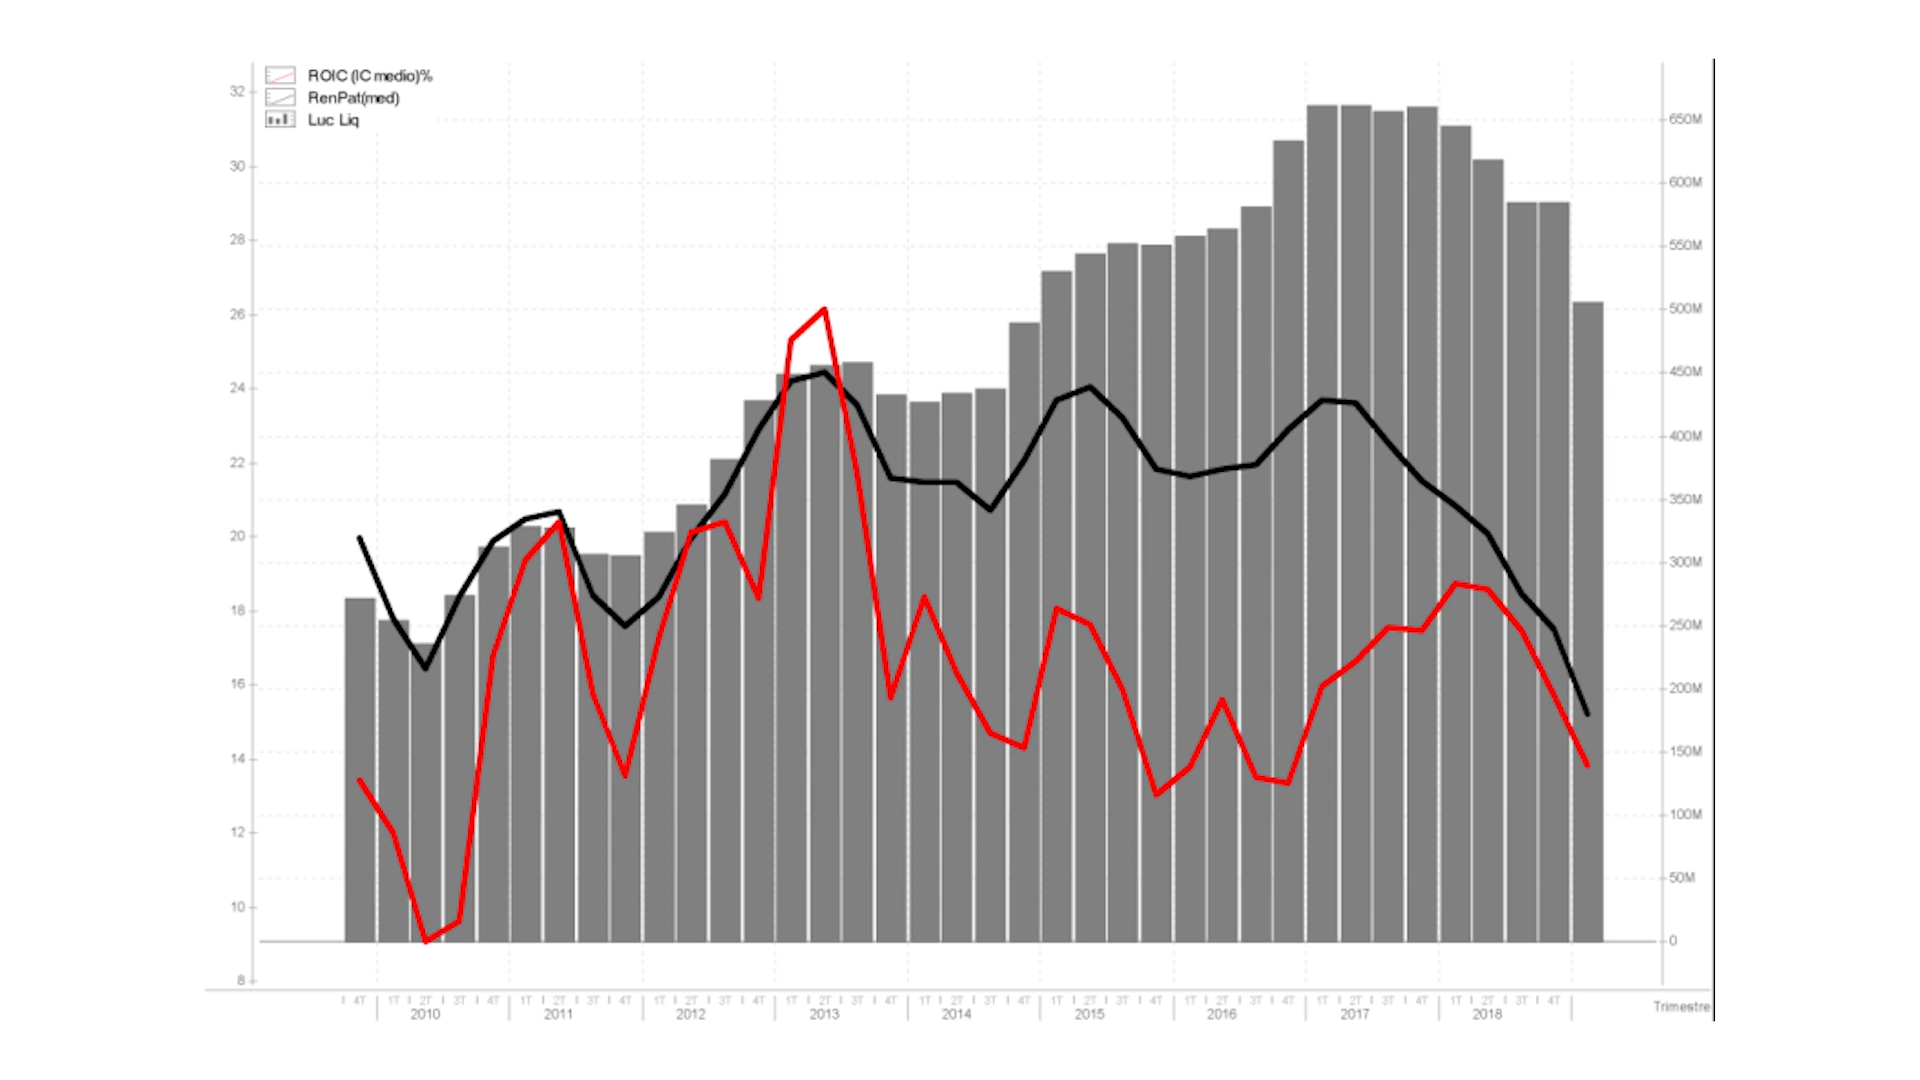 ROIC (IC medio)%
RenPat(med)
Luc Liq
32
30
28
26
24
22
20
18
16
14
12
10
8
650M
600M
550M
500M
450M
400M
350M
300M
250M
200M
150M
100M
50M
0
4T 1T 2T 3T 4T 1T 2T 3T 4T 1T 2T 3T 4T 1T 2T 3T 4T 1T 2T 3T 4T 1T 2T 3T 4T 1T 2T 3T 4T 1T 2T 3T 4T 1T 2T 3T 4T
2010 2011 2012 2013 2014 2015 2016 2017 2018
Trimestre